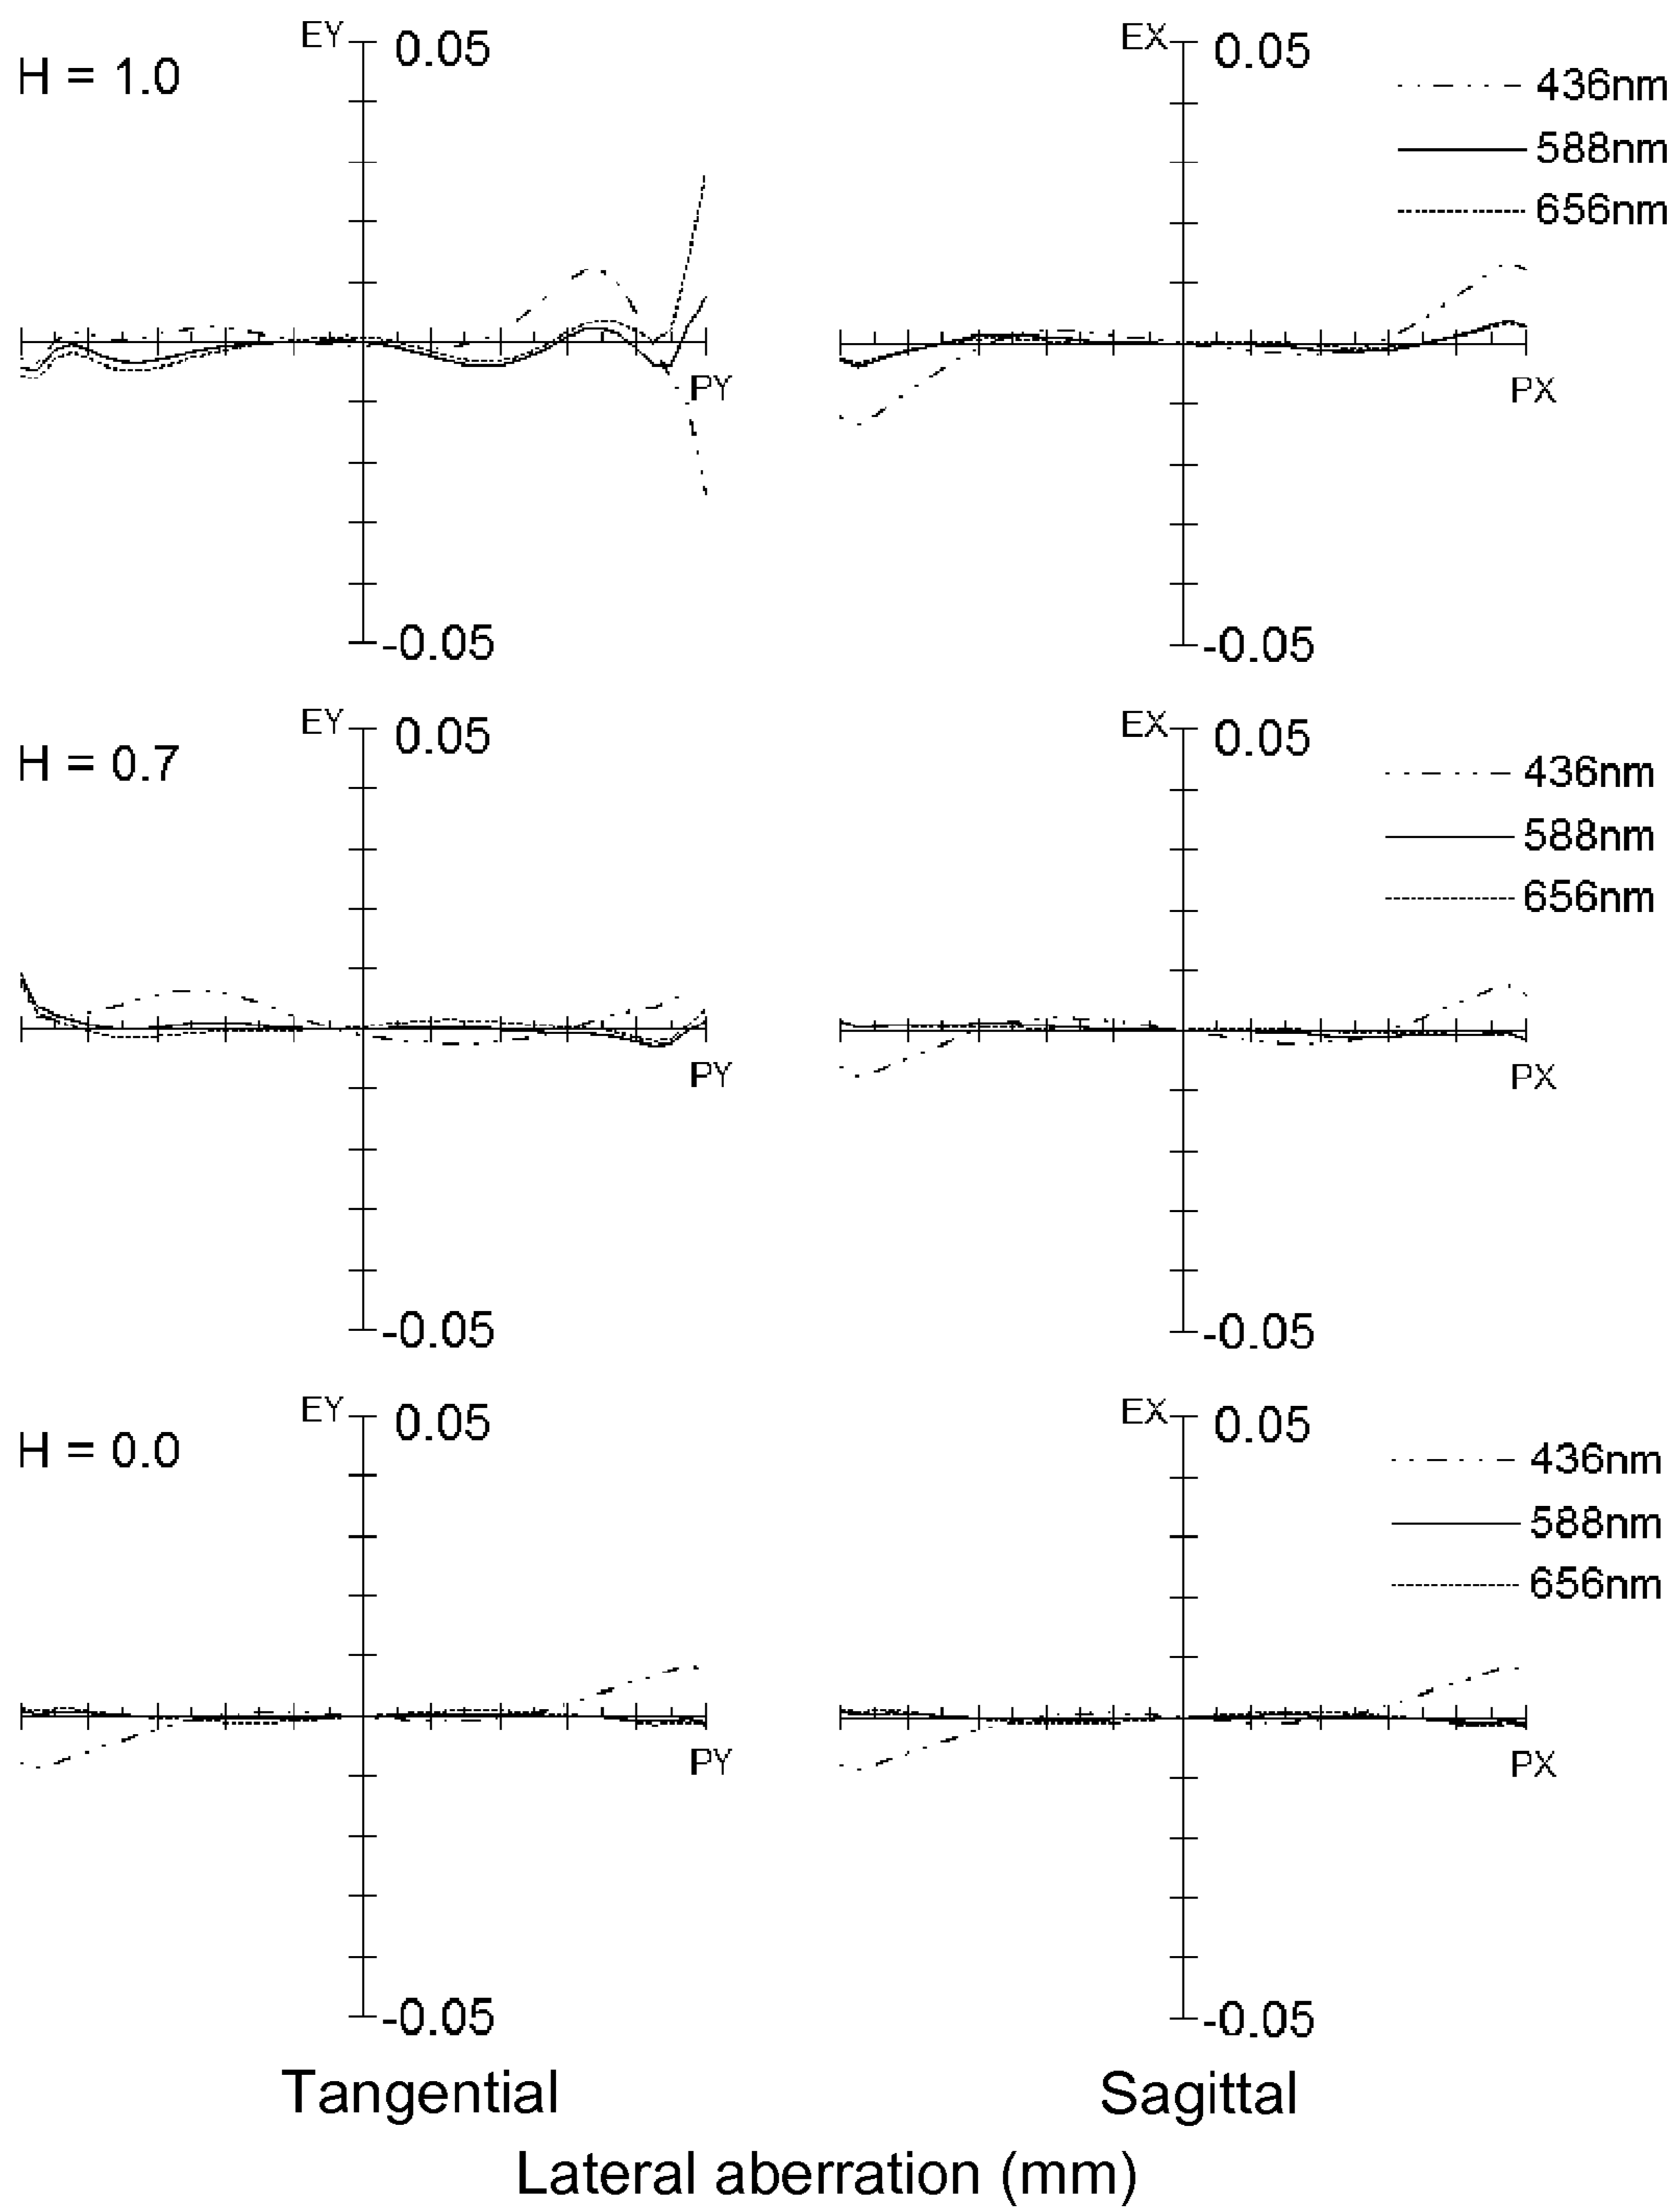 H = 1.0
EY 0.05
EX 0.05
436nm
588nm
656nm
PY
PX
-0.05
-0.05
H = 0.7
EY 0.05
EX 0.05
436nm
588nm
656nm
PY
PX
-0.05
-0.05
H = 0.0
EY 0.05
EX 0.05
436nm
588nm
656nm
PY
PX
-0.05
-0.05
Tangential
Sagittal
Lateral aberration (mm)